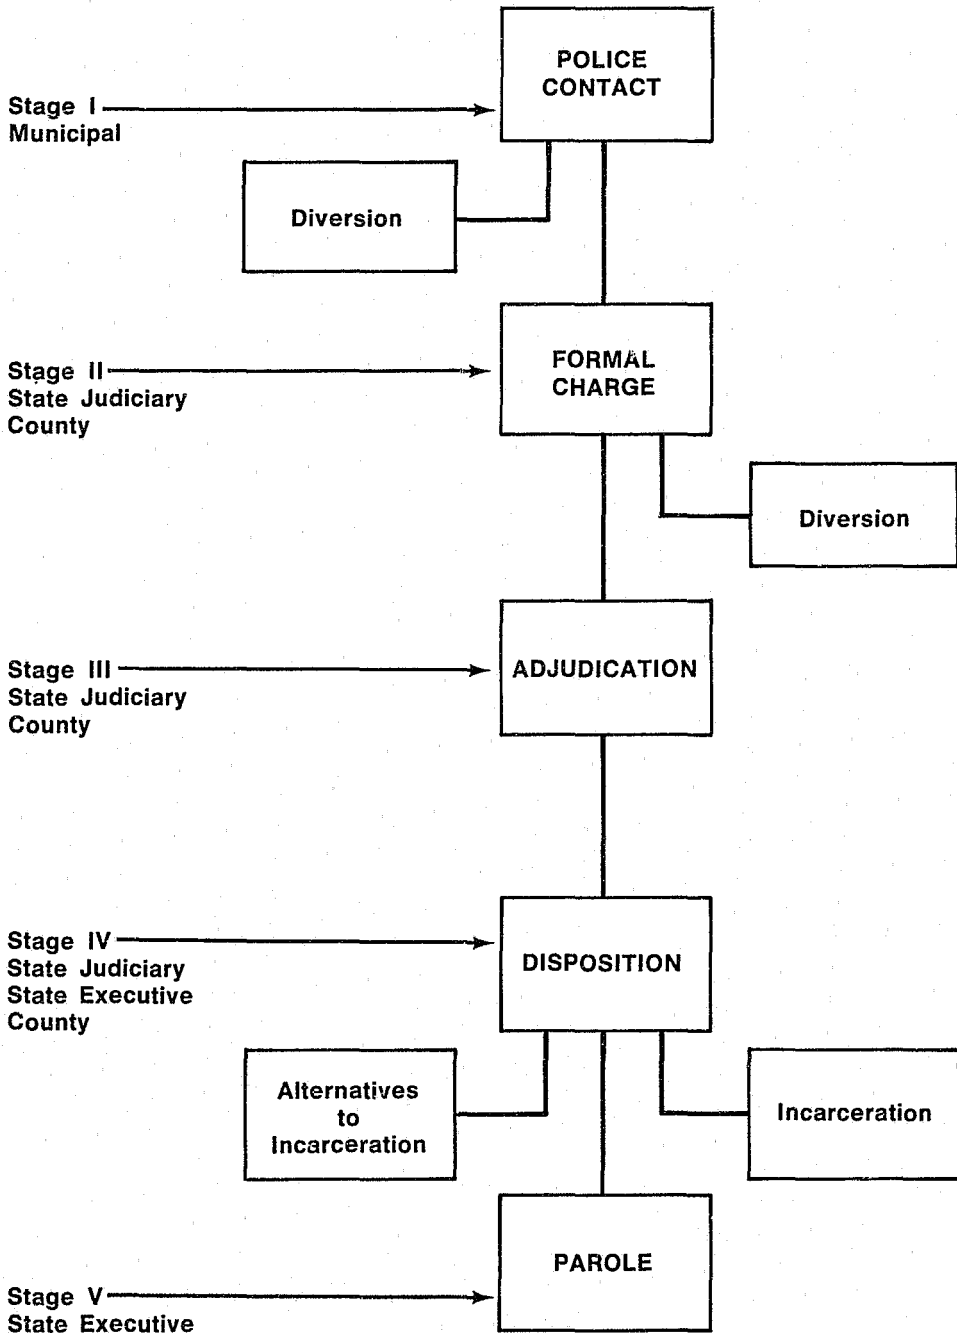 POLICE
CONTACT
Stage I
Municipal
Diversion
FORMAL
CHARGE
Stage II
State Judiciary
County
Diversion
ADJUDICATION
Stage III
State Judiciary
County
DISPOSITION
Stage IV
State Judiciary
State Executive
County
Alternatives
to
Incarceration
Incarceration
PAROLE
Stage V
State Executive